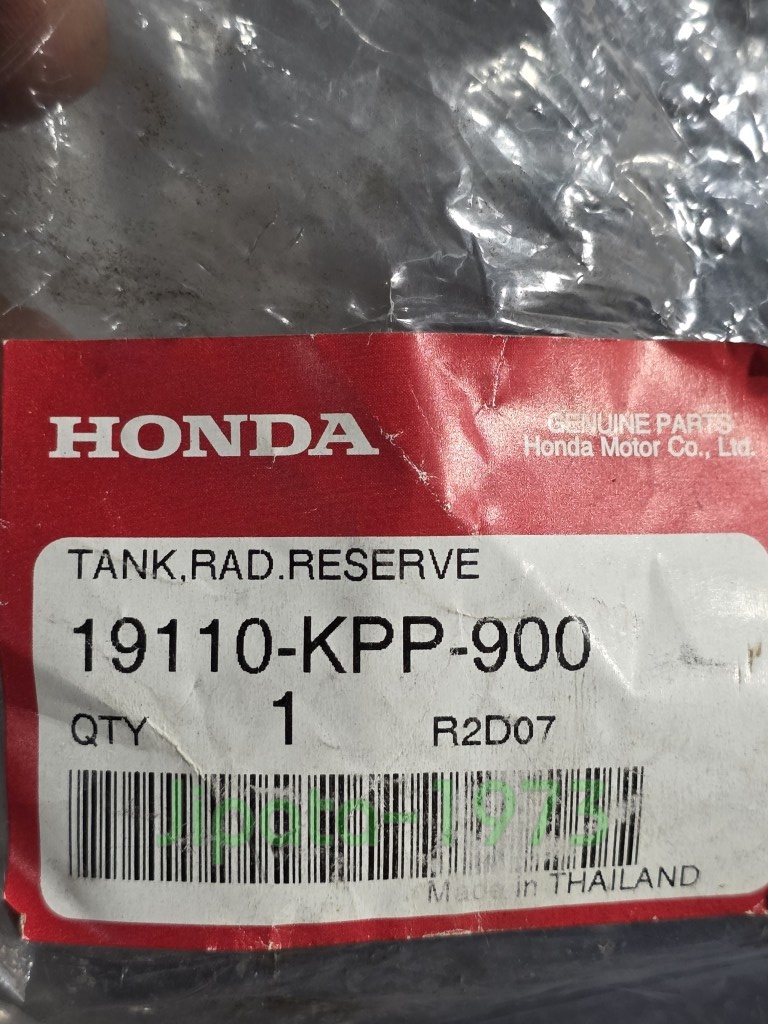 HONDA
GENUINE PARTS
Honda Motor Co., Ltd.
TANK,RAD.RESERVE
19110-KPP-900
QTY 1 R2D07
Jipata-1973
Made in THAILAND